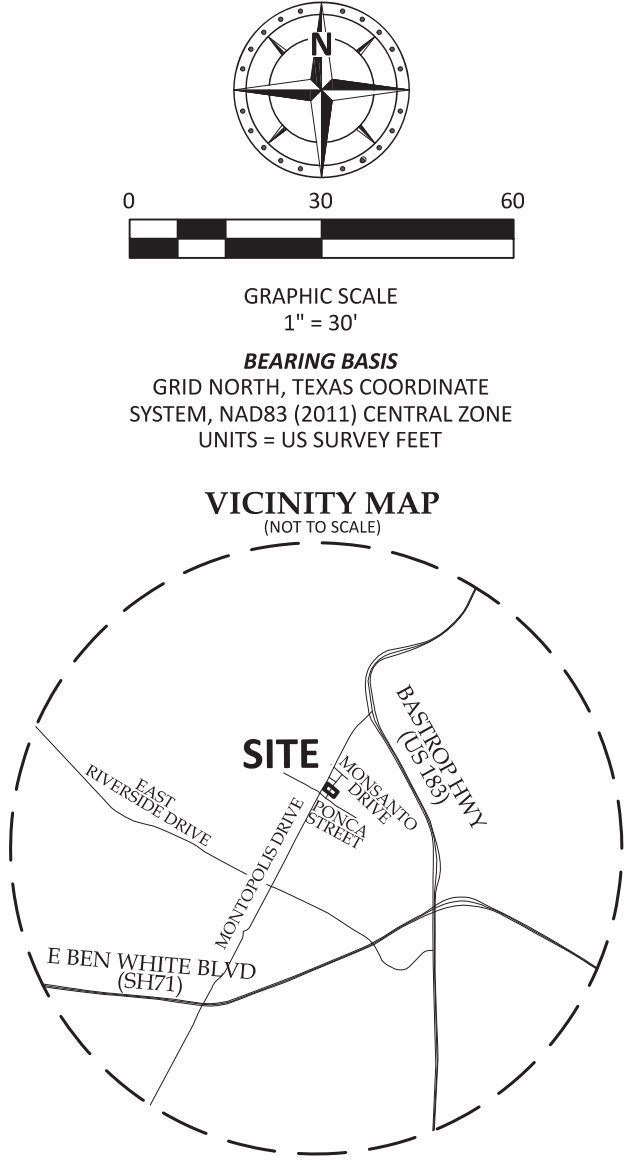 N
0 30 60
GRAPHIC SCALE
1" = 30'
BEARING BASIS
GRID NORTH, TEXAS COORDINATE
SYSTEM, NAD83 (2011) CENTRAL ZONE
UNITS = US SURVEY FEET
VICINITY MAP
(NOT TO SCALE)
BASTROP HWY
(US 183)
SITE
MONSANTO
DRIVE
EAST
RIVERSIDE DRIVE
PONCA
STREET
MONTOPOLIS DRIVE
E BEN WHITE BLVD
(SH71)